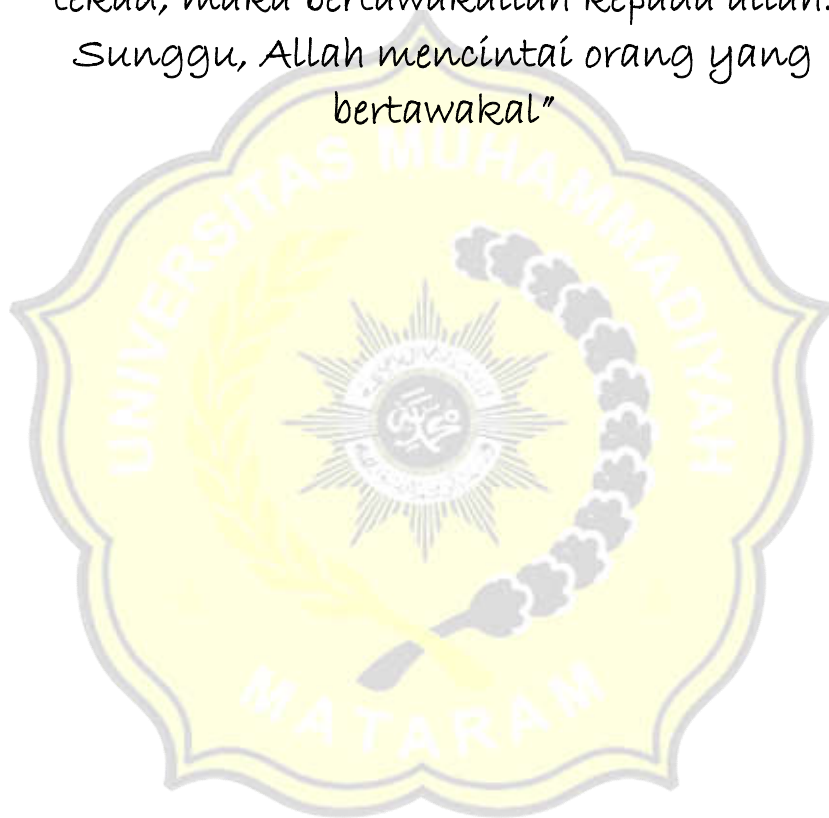 tekad, maka bertawakallah kepada allah.
Sunggu, Allah mencintai orang yang
bertawakal”
UNIVERSITAS MUHAMMADIYAH
MATARAM